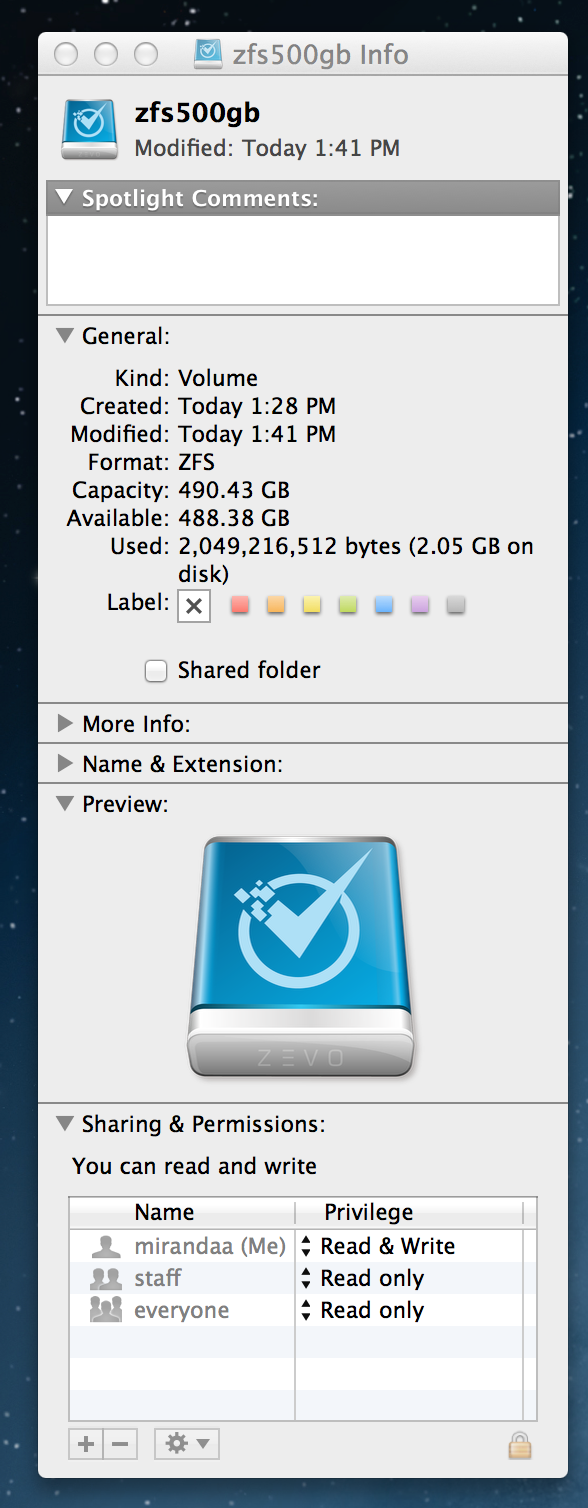 zfs500gb Info
zfs500gb
Modified: Today 1:41 PM
Spotlight Comments:
General:
Kind: Volume
Created: Today 1:28 PM
Modified: Today 1:41 PM
Format: ZFS
Capacity: 490.43 GB
Available: 488.38 GB
Used: 2,049,216,512 bytes (2.05 GB on
disk)
Label:
Shared folder
More Info:
Name & Extension:
Preview:
ZEVO
Sharing & Permissions:
You can read and write
Name Privilege
mirandaa (Me) Read & Write
staff Read only
everyone Read only